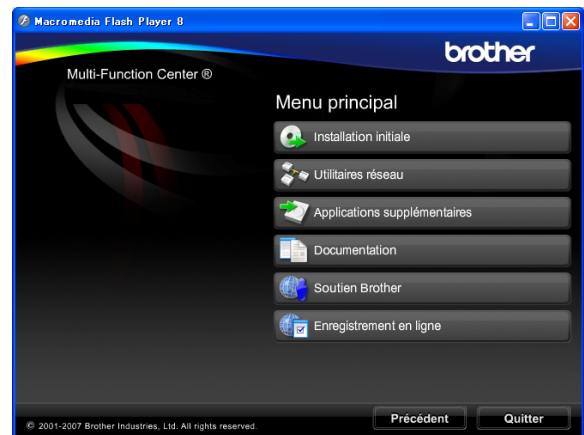 Macromedia Flash Player 8
brother
Multi-Function Center ®
Menu principal
Installation initiale
Utilitaires réseau
Applications supplémentaires
Documentation
Soutien Brother
Enregistrement en ligne
© 2001-2007 Brother Industries, Ltd. All rights reserved.
Précédent
Quitter